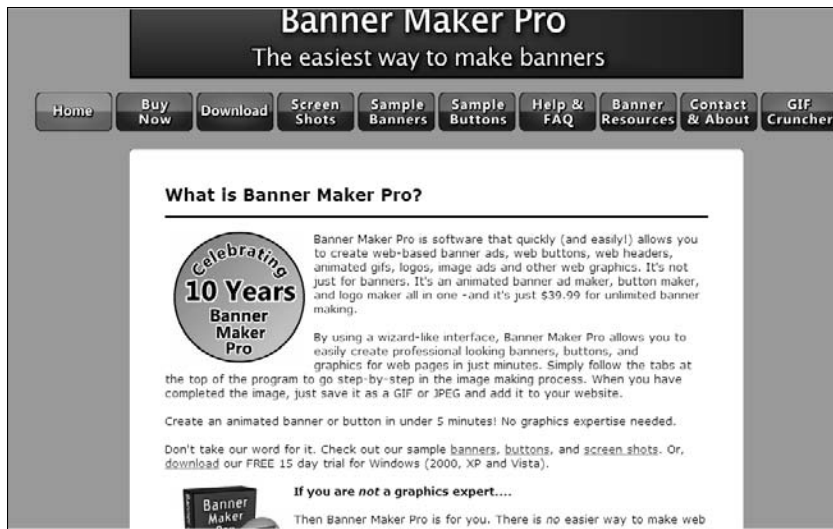 Banner Maker Pro
The easiest way to make banners
Home
Buy
Now
Download
Screen
Shots
Sample
Banners
Sample
Buttons
Help &
FAQ
Banner
Resources
Contact
& About
GIF
Cruncher
What is Banner Maker Pro?
Celebrating
10 Years
Banner
Maker
Pro
Banner Maker Pro is software that quickly (and easily!) allows you
to create web-based banner ads, web buttons, web headers,
animated gifs, logos, image ads and other web graphics. It's not
just for banners. It's an animated banner ad maker, button maker,
and logo maker all in one -and it's just $39.99 for unlimited banner
making.
By using a wizard-like interface, Banner Maker Pro allows you to
easily create professional looking banners, buttons, and
graphics for web pages in just minutes. Simply follow the tabs at
the top of the program to go step-by-step in the image making process. When you have
completed the image, just save it as a GIF or JPEG and add it to your website.
Create an animated banner or button in under 5 minutes! No graphics expertise needed.
Don't take our word for it. Check out our sample banners, buttons, and screen shots. Or,
download our FREE 15 day trial for Windows (2000, XP and Vista).
Banner
Maker
Pro
If you are not a graphics expert....
Then Banner Maker Pro is for you. There is no easier way to make web